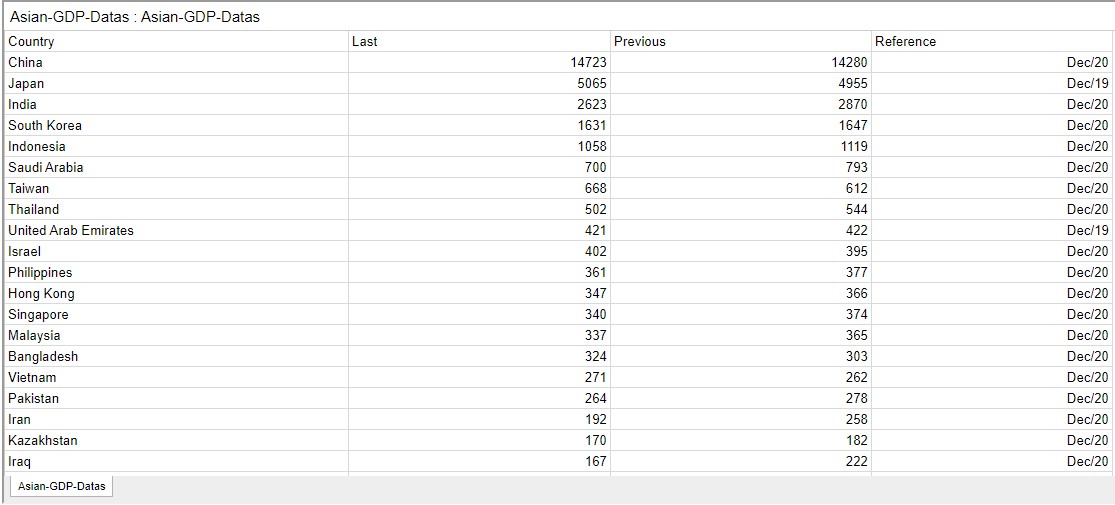 Asian-GDP-Datas : Asian-GDP-Datas
Country Last Previous Reference
China 14723 14280 Dec/20
Japan 5065 4955 Dec/19
India 2623 2870 Dec/20
South Korea 1631 1647 Dec/20
Indonesia 1058 1119 Dec/20
Saudi Arabia 700 793 Dec/20
Taiwan 668 612 Dec/20
Thailand 502 544 Dec/20
United Arab Emirates 421 422 Dec/19
Israel 402 395 Dec/20
Philippines 361 377 Dec/20
Hong Kong 347 366 Dec/20
Singapore 340 374 Dec/20
Malaysia 337 365 Dec/20
Bangladesh 324 303 Dec/20
Vietnam 271 262 Dec/20
Pakistan 264 278 Dec/20
Iran 192 258 Dec/20
Kazakhstan 170 182 Dec/20
Iraq 167 222 Dec/20
Asian-GDP-Datas